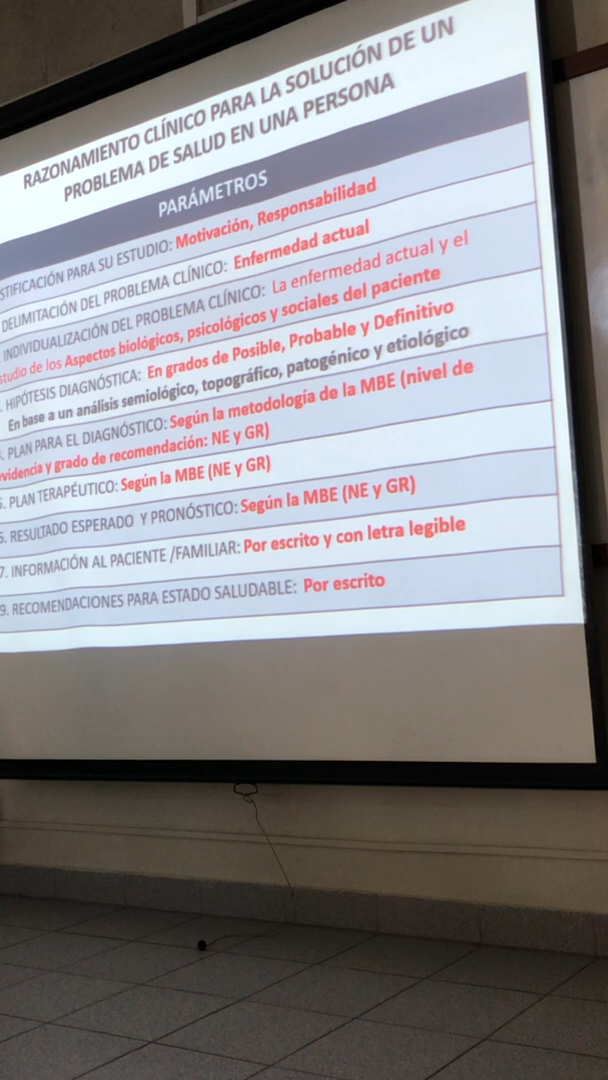 RAZONAMIENTO CLÍNICO PARA LA SOLUCIÓN DE UN
PROBLEMA DE SALUD EN UNA PERSONA
PARÁMETROS
STIFICACIÓN PARA SU ESTUDIO: Motivación, Responsabilidad
DELIMITACIÓN DEL PROBLEMA CLÍNICO: Enfermedad actual
INDIVIDUALIZACIÓN DEL PROBLEMA CLÍNICO: La enfermedad actual y el
studio de los Aspectos biológicos, psicológicos y sociales del paciente
. HIPÓTESIS DIAGNÓSTICA: En grados de Posible, Probable y Definitivo
En base a un análisis semiológico, topográfico, patogénico y etiológico
. PLAN PARA EL DIAGNÓSTICO: Según la metodología de la MBE (nivel de
videncia y grado de recomendación: NE y GR)
5. PLAN TERAPÉUTICO: Según la MBE (NE y GR)
6. RESULTADO ESPERADO Y PRONÓSTICO: Según la MBE (NE y GR)
7. INFORMACIÓN AL PACIENTE /FAMILIAR: Por escrito y con letra legible
9. RECOMENDACIONES PARA ESTADO SALUDABLE: Por escrito